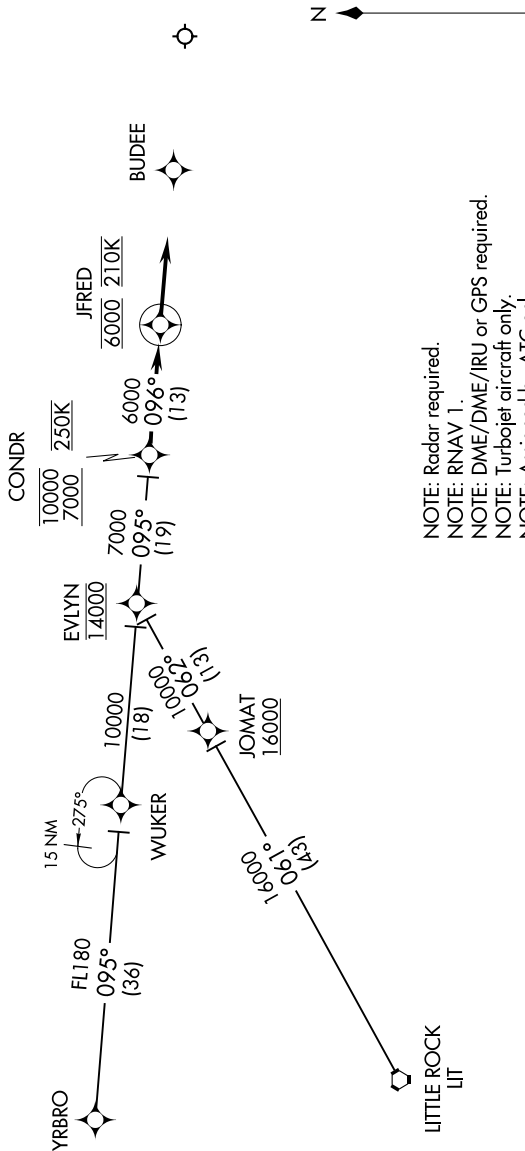 N
BUDEE
JFRED
6000 210K
CONDR
10000
7000
250K
6000
096°
(13)
EVLYN
14000
7000
095°
(19)
10000
(18)
15 NM
275°
WUKER
10000
062°
(13)
JOMAT
16000
16000
061°
(43)
FL180
095°
(36)
YRBRO
LITTLE ROCK
LIT
NOTE: Radar required.
NOTE: RNAV 1.
NOTE: DME/DME/IRU or GPS required.
NOTE: Turbojet aircraft only.